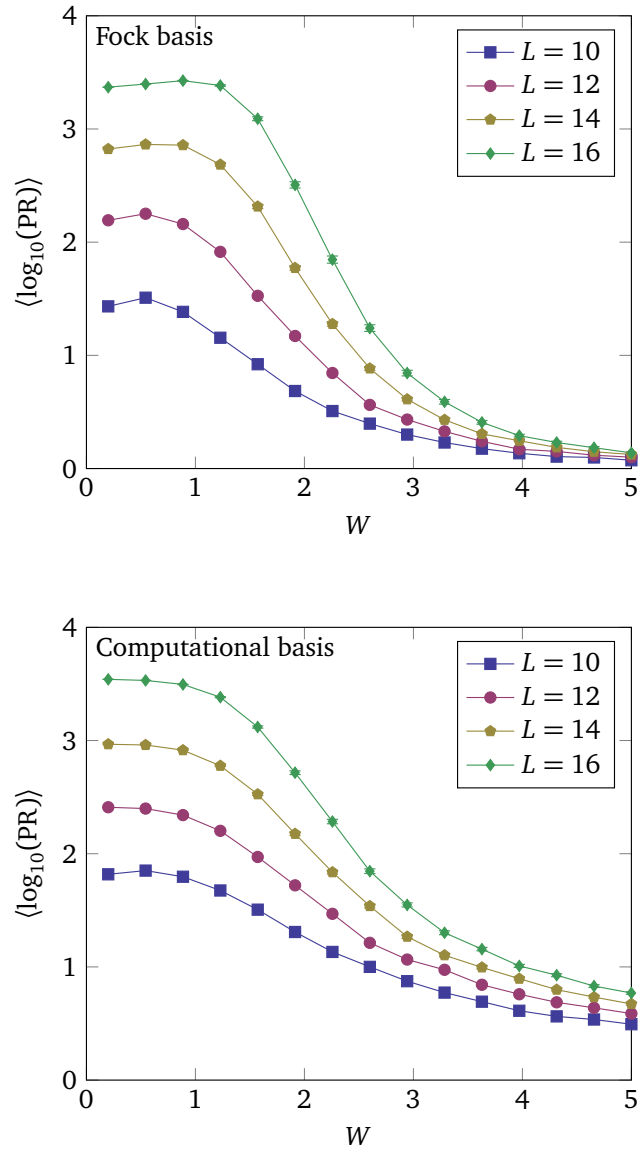 Fock basis
L = 10
L = 12
L = 14
L = 16
⟨log₁₀(PR)⟩
4
3
2
1
0
0 1 2 3 4 5
W
Computational basis
L = 10
L = 12
L = 14
L = 16
⟨log₁₀(PR)⟩
4
3
2
1
0
0 1 2 3 4 5
W